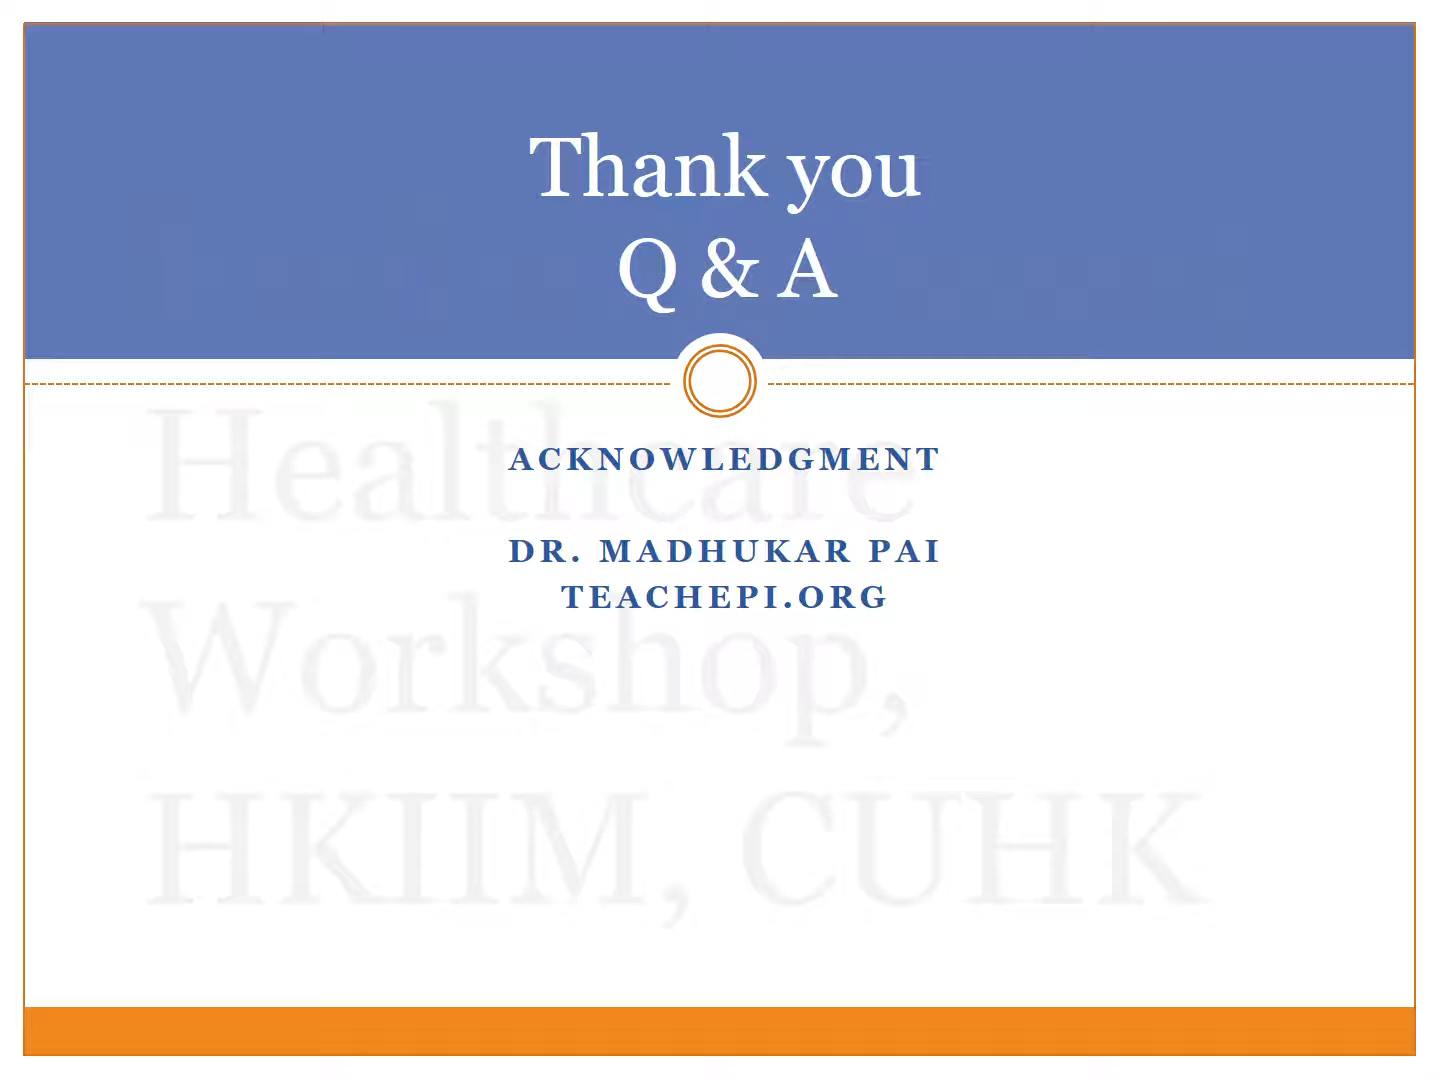 Thank you
Q & A
ACKNOWLEDGMENT
DR. MADHUKAR PAI
TEACHEPI.ORG
Healthcare
Workshop,
HKIIM, CUHK